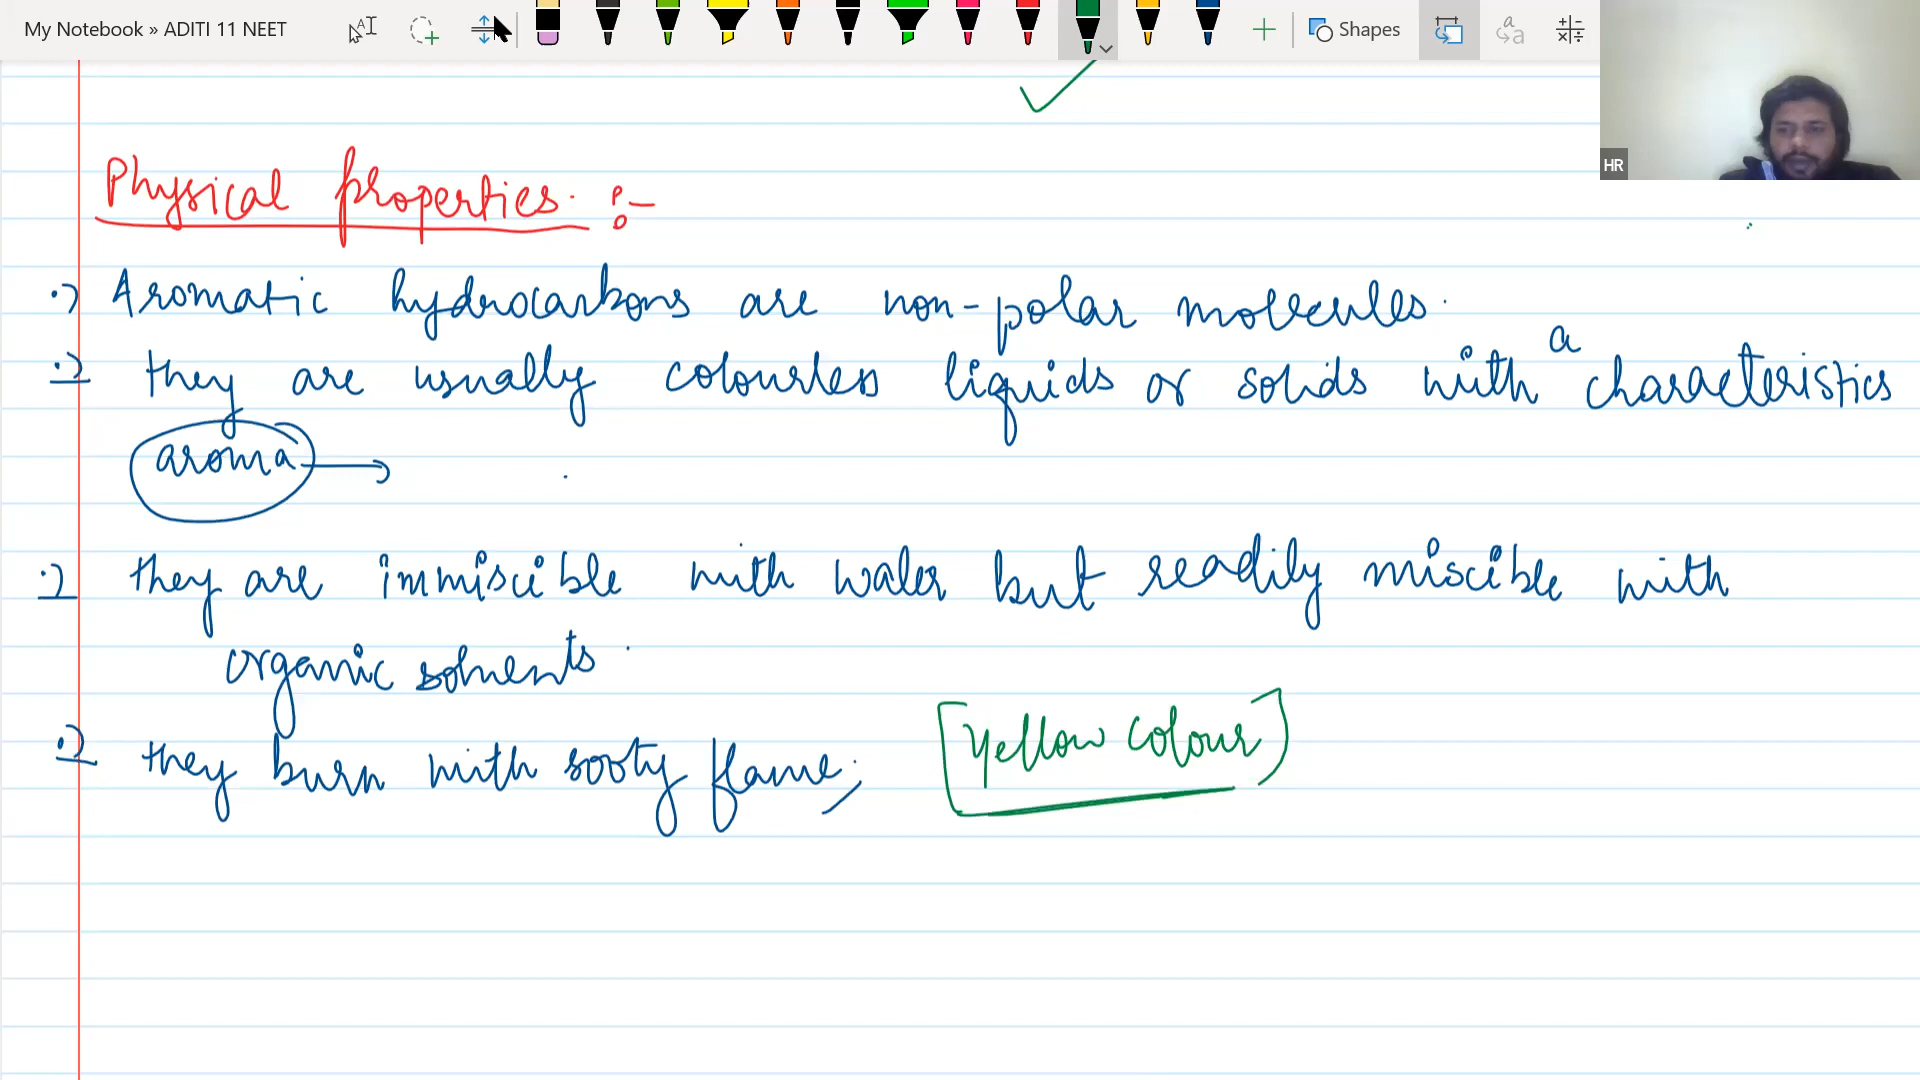 My Notebook » ADITI 11 NEET
Shapes
HR
Physical properties. :-
·) Aromatic hydrocarbons are non-polar molecules.
·) they are usually colourless liquids or solids with a characteristics
aroma →
·) they are immiscible with water but readily miscible with
organic solvents.
·) they burn with sooty flame; [Yellow colour]